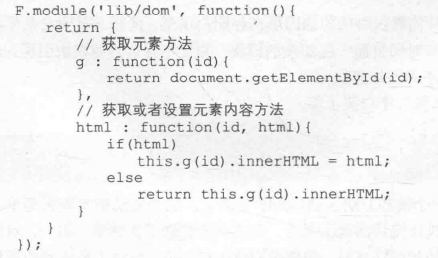 F.module('lib/dom', function(){
    return {
        // 获取元素方法
        g : function(id){
            return document.getElementById(id);
        },
        // 获取或者设置元素内容方法
        html : function(id, html){
            if(html)
                this.g(id).innerHTML = html;
            else
                return this.g(id).innerHTML;
        }
    }
});